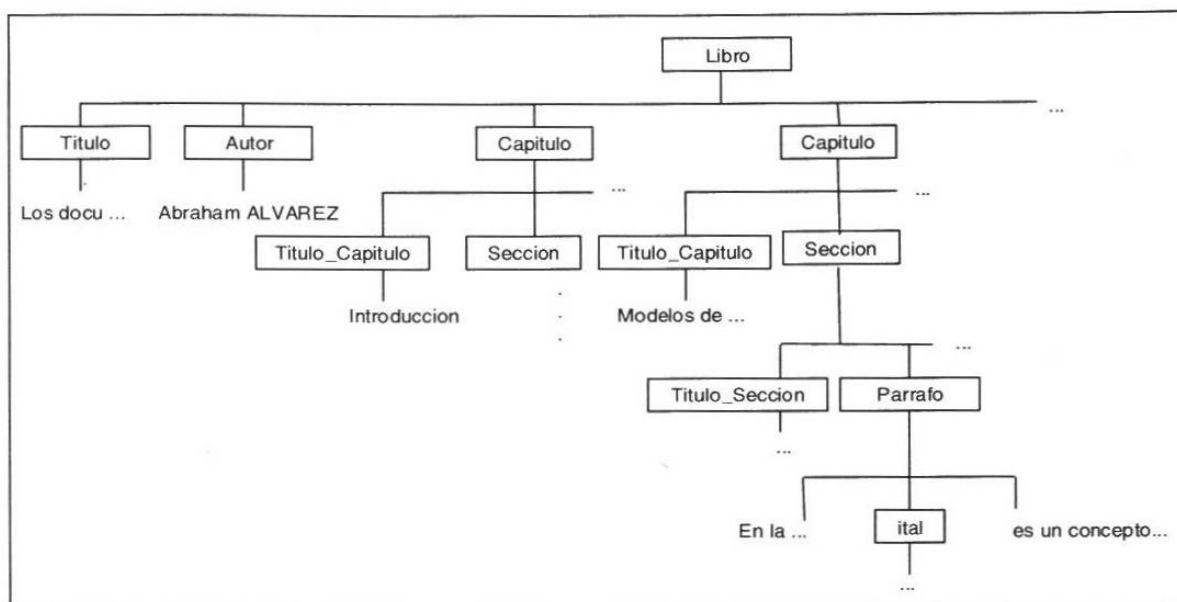 Libro
...
Titulo Autor Capitulo Capitulo
... ...
Los docu ... Abraham ALVAREZ
Titulo_Capitulo Seccion Titulo_Capitulo Seccion
Introduccion Modelos de ...
...
Titulo_Seccion Parrafo
...
En la ... ital es un concepto...
...